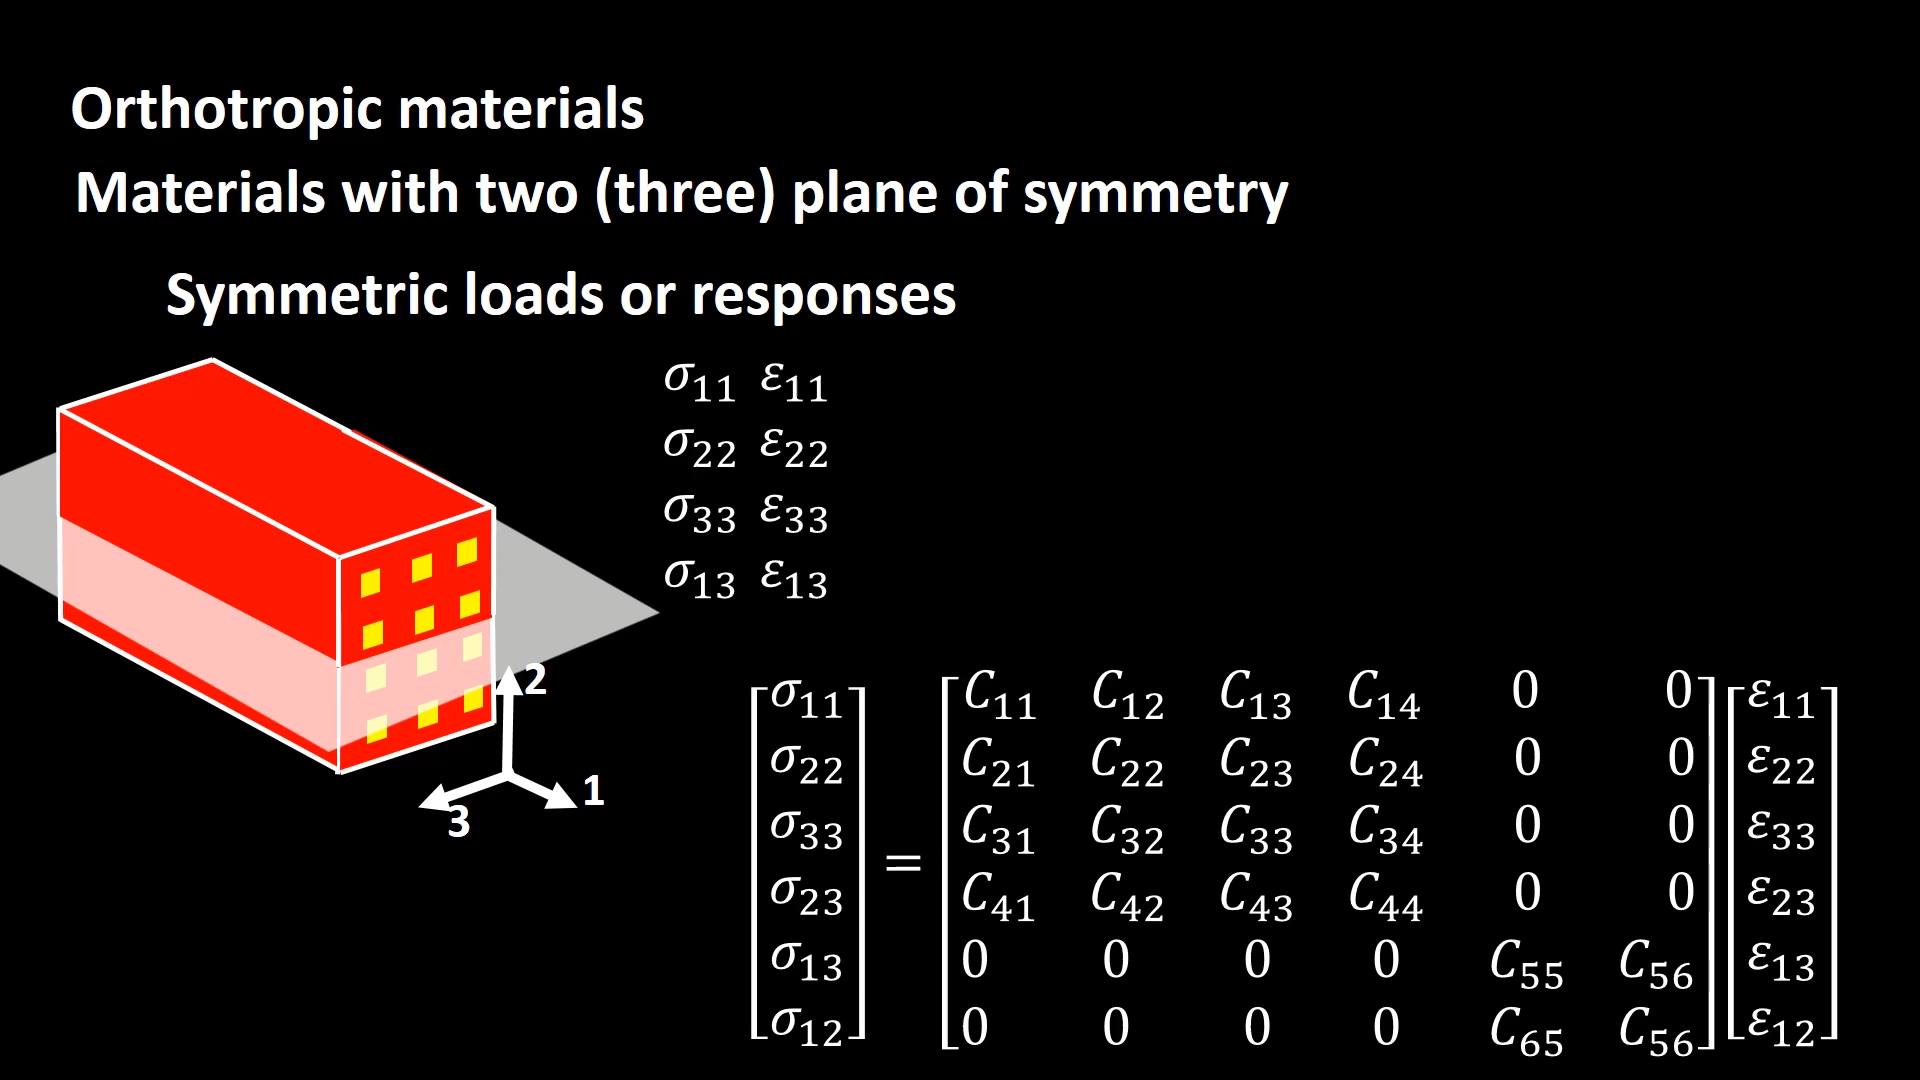 Orthotropic materials
Materials with two (three) plane of symmetry
Symmetric loads or responses
σ₁₁ ε₁₁
σ₂₂ ε₂₂
σ₃₃ ε₃₃
σ₁₃ ε₁₃
2
1
3
σ₁₁ C₁₁ C₁₂ C₁₃ C₁₄ 0 0 ε₁₁
σ₂₂ C₂₁ C₂₂ C₂₃ C₂₄ 0 0 ε₂₂
σ₃₃ C₃₁ C₃₂ C₃₃ C₃₄ 0 0 ε₃₃
=
σ₂₃ C₄₁ C₄₂ C₄₃ C₄₄ 0 0 ε₂₃
σ₁₃ 0 0 0 0 C₅₅ C₅₆ ε₁₃
σ₁₂ 0 0 0 0 C₆₅ C₅₆ ε₁₂